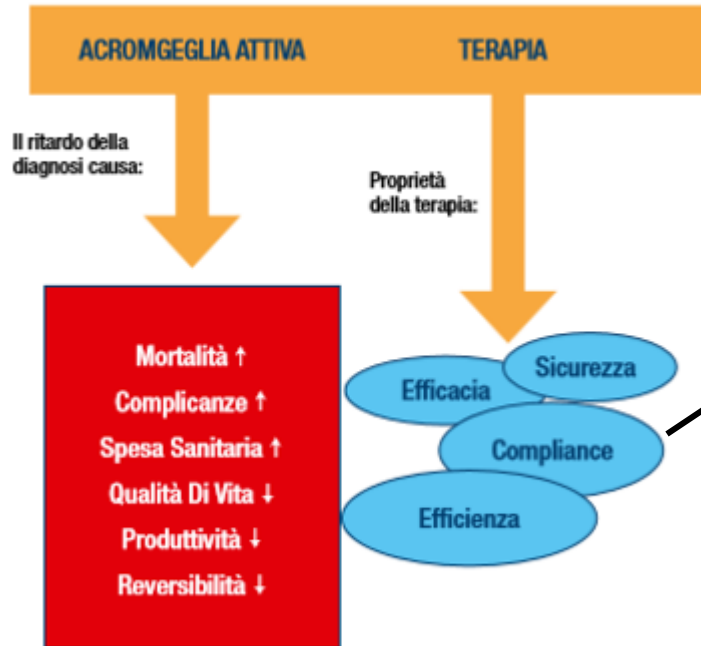 ACROMGEGLIA ATTIVA
TERAPIA
Il ritardo della
diagnosi causa:
Proprietà
della terapia:
Mortalità ↑
Complicanze ↑
Spesa Sanitaria ↑
Qualità Di Vita ↓
Produttività ↓
Reversibilità ↓
Sicurezza
Efficacia
Compliance
Efficienza